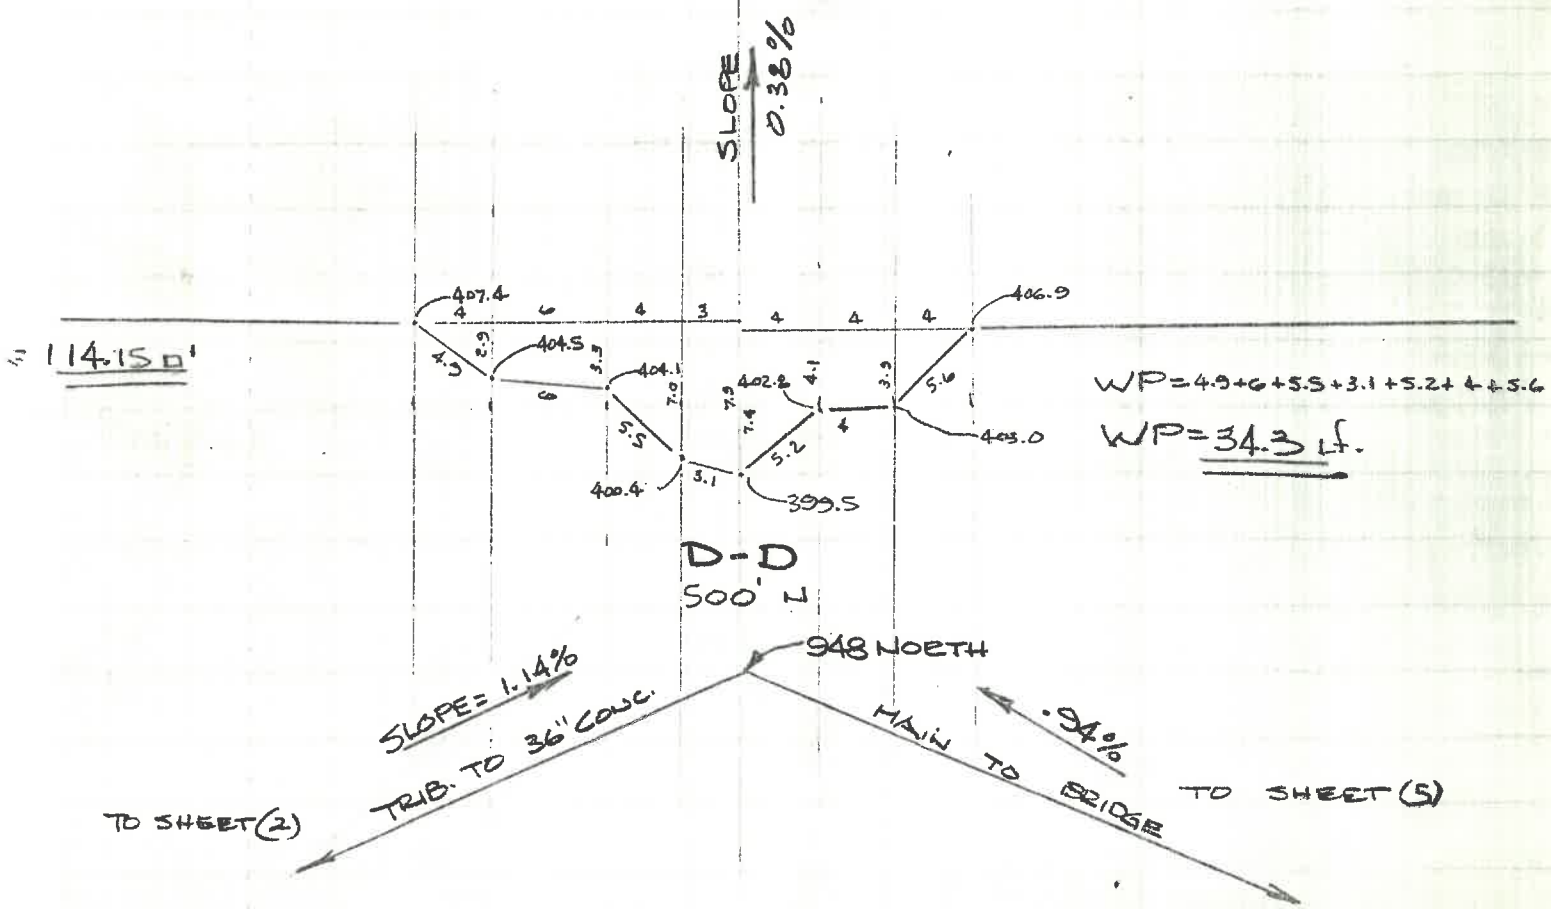 SLOPE
0.38%
407.4
4 6 4 3 4 4 4
406.9
114.15 □'
4.9 2.9 404.5 3.3 404.1 7.0 7.9 7.4 402.8 4.1 3.9 5.6
6 5.5 5.2 4
403.0
400.4 3.1 399.5
WP=4.9+6+5.5+3.1+5.2+4+5.6
WP=34.3 Lf.
D-D
500' N
948 NORTH
SLOPE= 1.14%
TRIB. TO 36" CONC.
TO SHEET (2)
.94%
MAIN TO BRIDGE
TO SHEET (5)